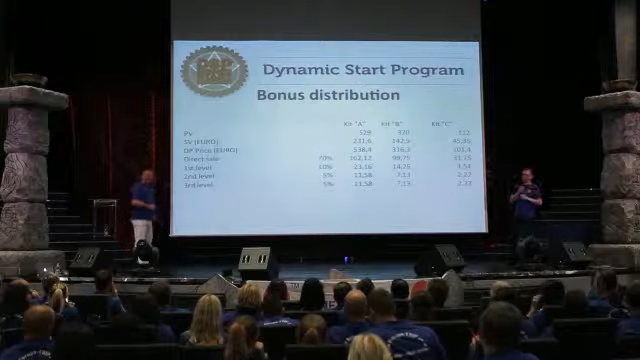 DSP
Dynamic Start Program
Bonus distribution
Kit "A" Kit "B" Kit "C"
PV 529 320 112
SV (EURO) 231,6 142,5 45,35
DP Price (EURO) 538,4 316,3 101,4
Direct sale 70% 162,12 99,75 31,75
1st level 10% 23,16 14,25 4,54
2nd level 5% 11,58 7,13 2,27
3rd level 5% 11,58 7,13 2,27